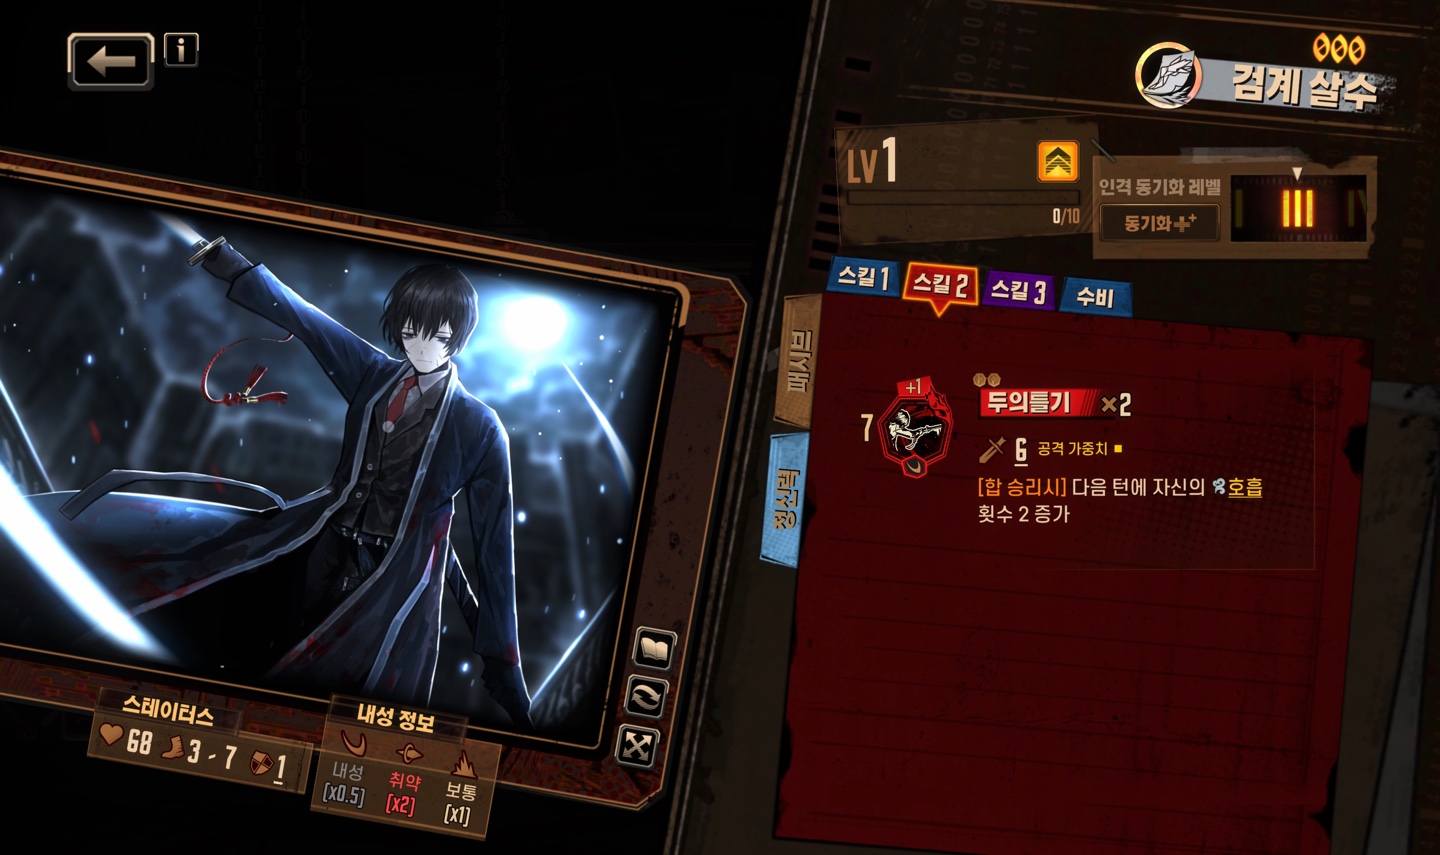 000
검계 살수
LV 1
0/10
인격 동기화 레벨
동기화++
III
스킬 1
스킬 2
스킬 3
수비
패시브
정신력
+1
7
두의틀기 ×2
6 공격 가중치 ■
[합 승리시] 다음 턴에 자신의 호흡
횟수 2 증가
스테이터스
68 3 - 7 1
내성 정보
내성 취약 보통
[x0.5] [x2] [x1]